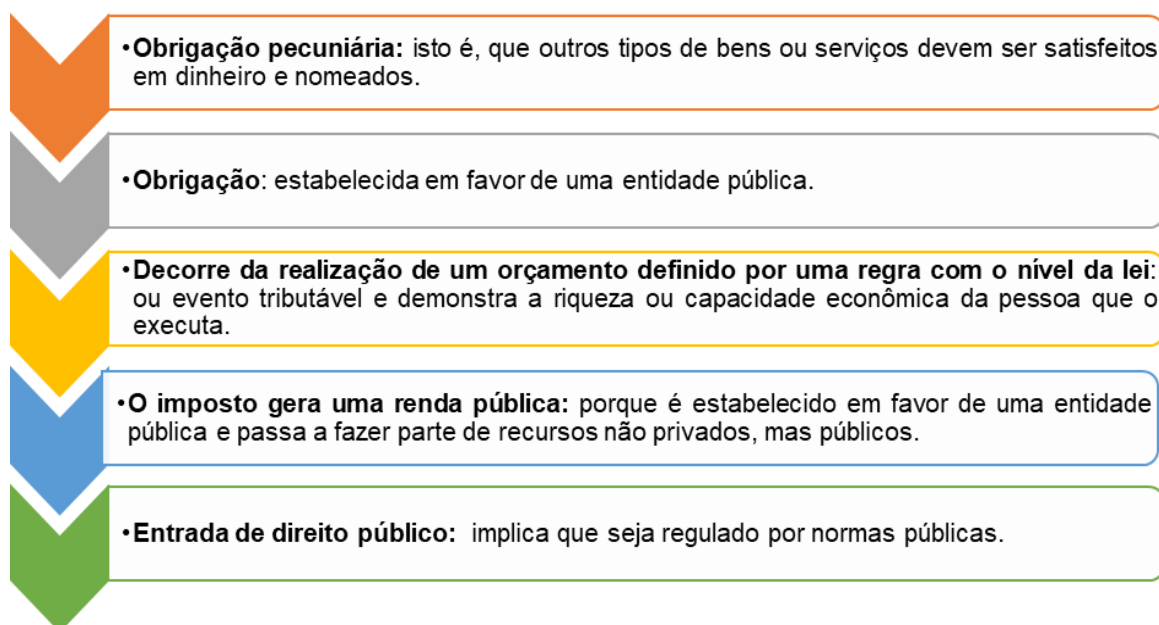 •Obrigação pecuniária: isto é, que outros tipos de bens ou serviços devem ser satisfeitos
em dinheiro e nomeados.
•Obrigação: estabelecida em favor de uma entidade pública.
•Decorre da realização de um orçamento definido por uma regra com o nível da lei:
ou evento tributável e demonstra a riqueza ou capacidade econômica da pessoa que o
executa.
•O imposto gera uma renda pública: porque é estabelecido em favor de uma entidade
pública e passa a fazer parte de recursos não privados, mas públicos.
•Entrada de direito público: implica que seja regulado por normas públicas.